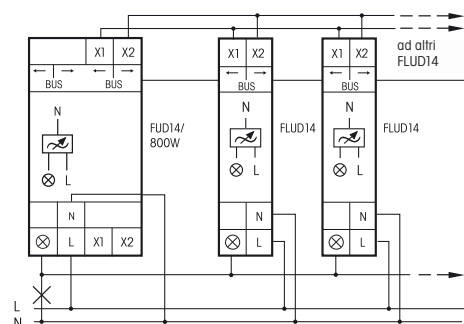 X1 X2
X1 X2
X1 X2
ad altri
FLUD14
BUS BUS
BUS
BUS
N
N
N
FUD14/
800W
FLUD14
FLUD14
L
L
L
N
N
N
L X1 X2
L
L
L
N